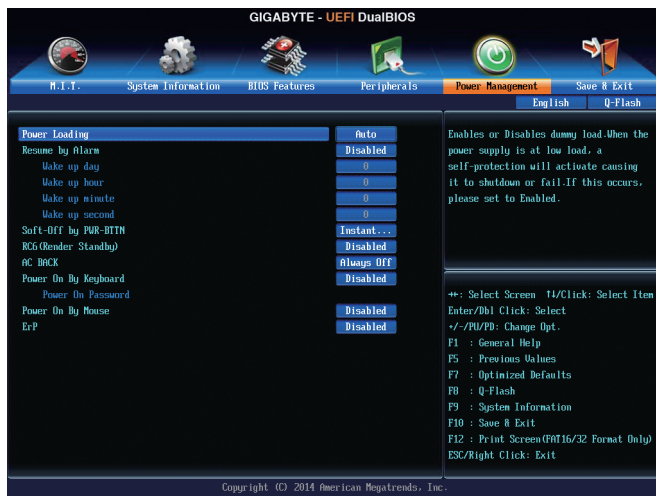 GIGABYTE - UEFI DualBIOS
M.I.T. System Information BIOS Features Peripherals Power Management Save & Exit
English Q-Flash
Power Loading Auto
Resume by Alarm Disabled
Wake up day 0
Wake up hour 0
Wake up minute 0
Wake up second 0
Soft-Off by PWR-BTTN Instant...
RC6(Render Standby) Disabled
AC BACK Always Off
Power On By Keyboard Disabled
Power On Password
Power On By Mouse Disabled
ErP Disabled
Enables or Disables dummy load.When the
power supply is at low load, a
self-protection will activate causing
it to shutdown or fail.If this occurs,
please set to Enabled.
→←: Select Screen ↑↓/Click: Select Item
Enter/Dbl Click: Select
+/-/PU/PD: Change Opt.
F1 : General Help
F5 : Previous Values
F7 : Optimized Defaults
F8 : Q-Flash
F9 : System Information
F10 : Save & Exit
F12 : Print Screen(FAT16/32 Format Only)
ESC/Right Click: Exit
Copyright (C) 2014 American Megatrends, Inc.